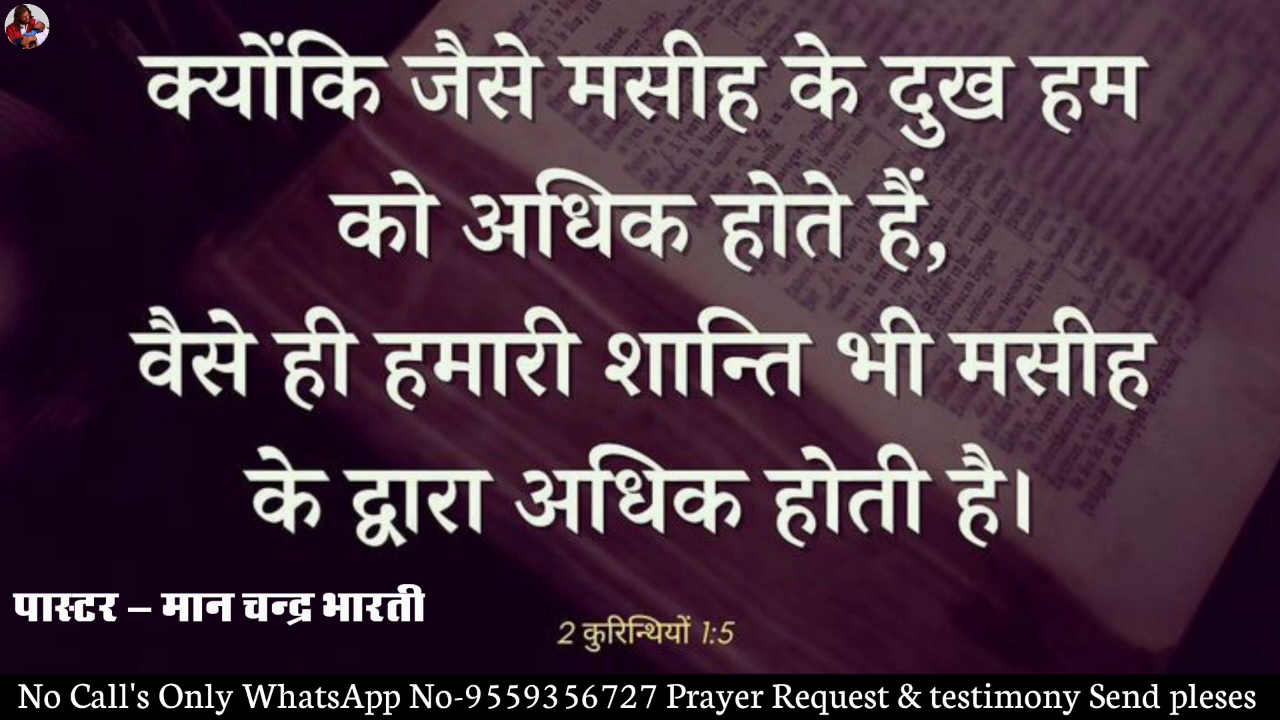 क्योंकि जैसे मसीह के दुख हम
को अधिक होते हैं,
वैसे ही हमारी शान्ति भी मसीह
के द्वारा अधिक होती है।
पास्टर – मान चन्द्र भारती
2 कुरिन्थियों 1:5
No Call's Only WhatsApp No-9559356727 Prayer Request & testimony Send pleses